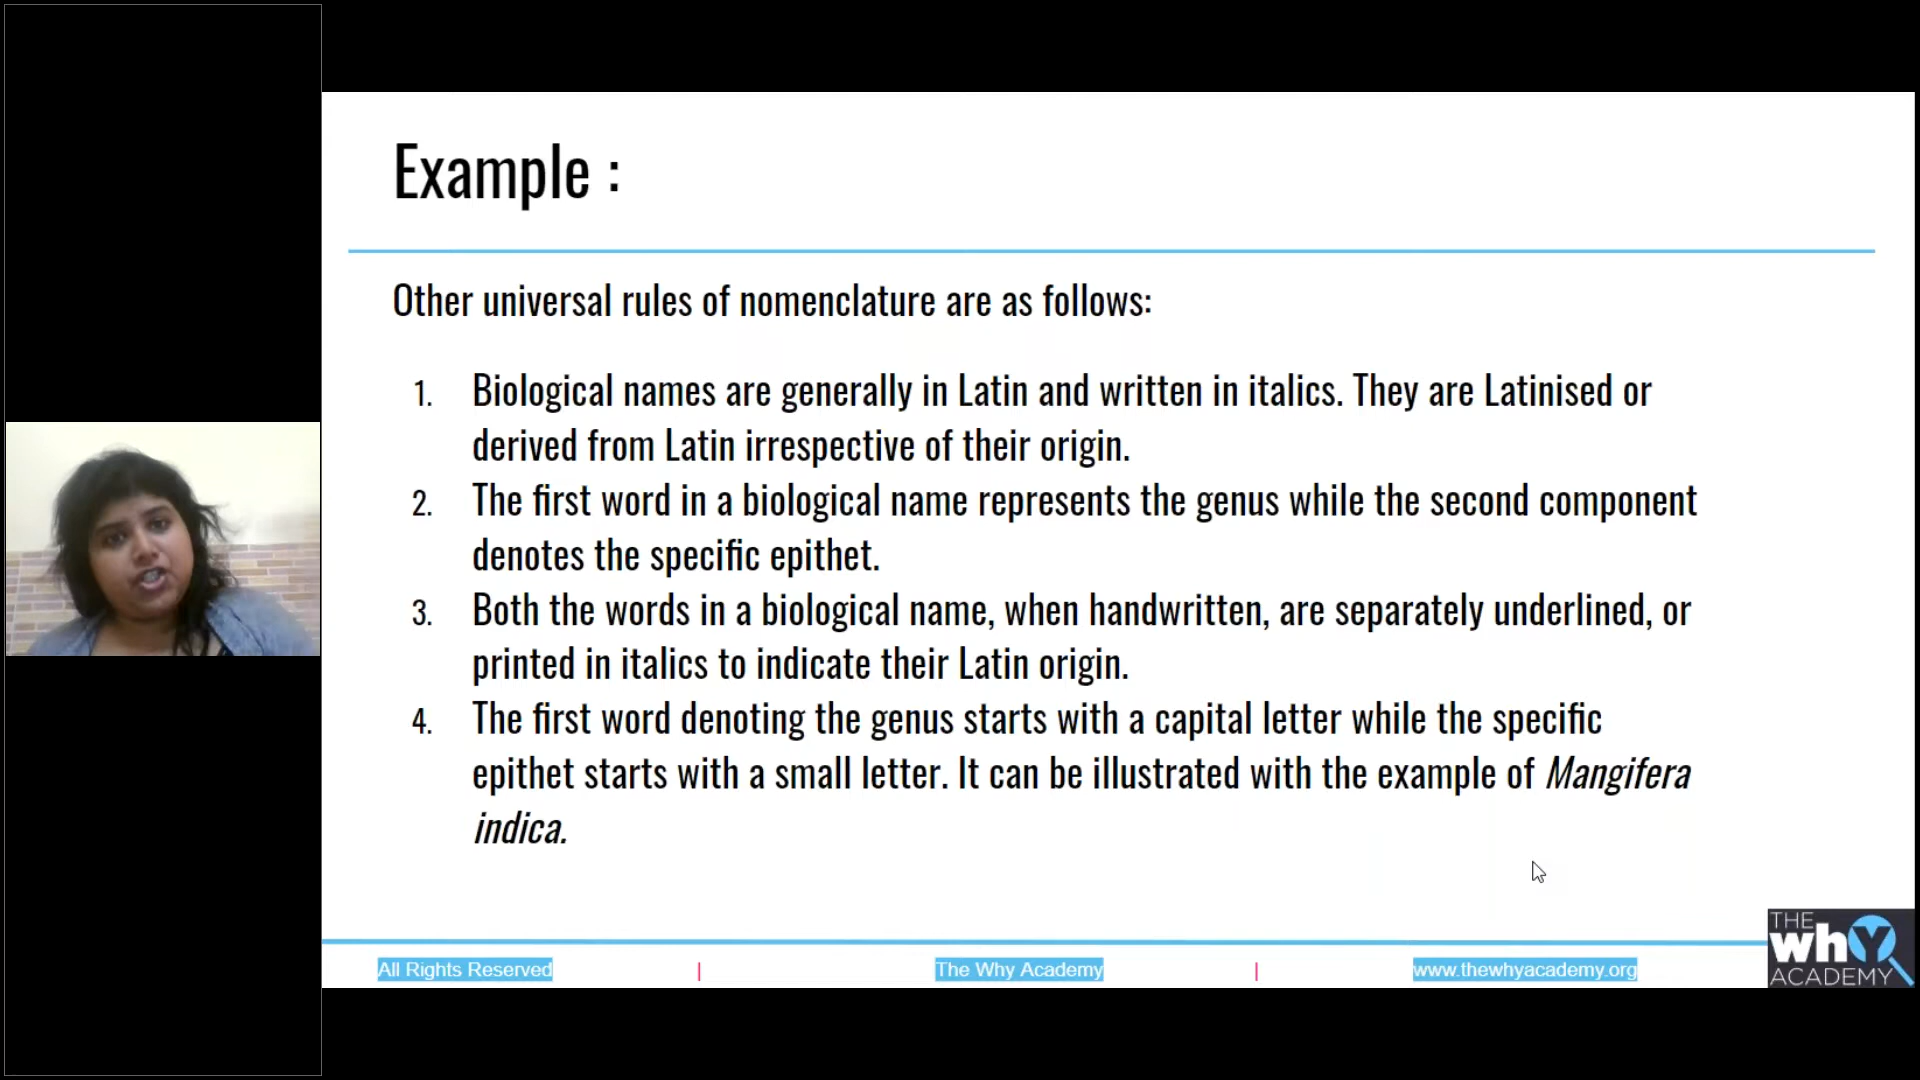 Example :
Other universal rules of nomenclature are as follows:
1. Biological names are generally in Latin and written in italics. They are Latinised or
derived from Latin irrespective of their origin.
2. The first word in a biological name represents the genus while the second component
denotes the specific epithet.
3. Both the words in a biological name, when handwritten, are separately underlined, or
printed in italics to indicate their Latin origin.
4. The first word denoting the genus starts with a capital letter while the specific
epithet starts with a small letter. It can be illustrated with the example of Mangifera
indica.
All Rights Reserved | The Why Academy | www.thewhyacademy.org
THE
whY
ACADEMY